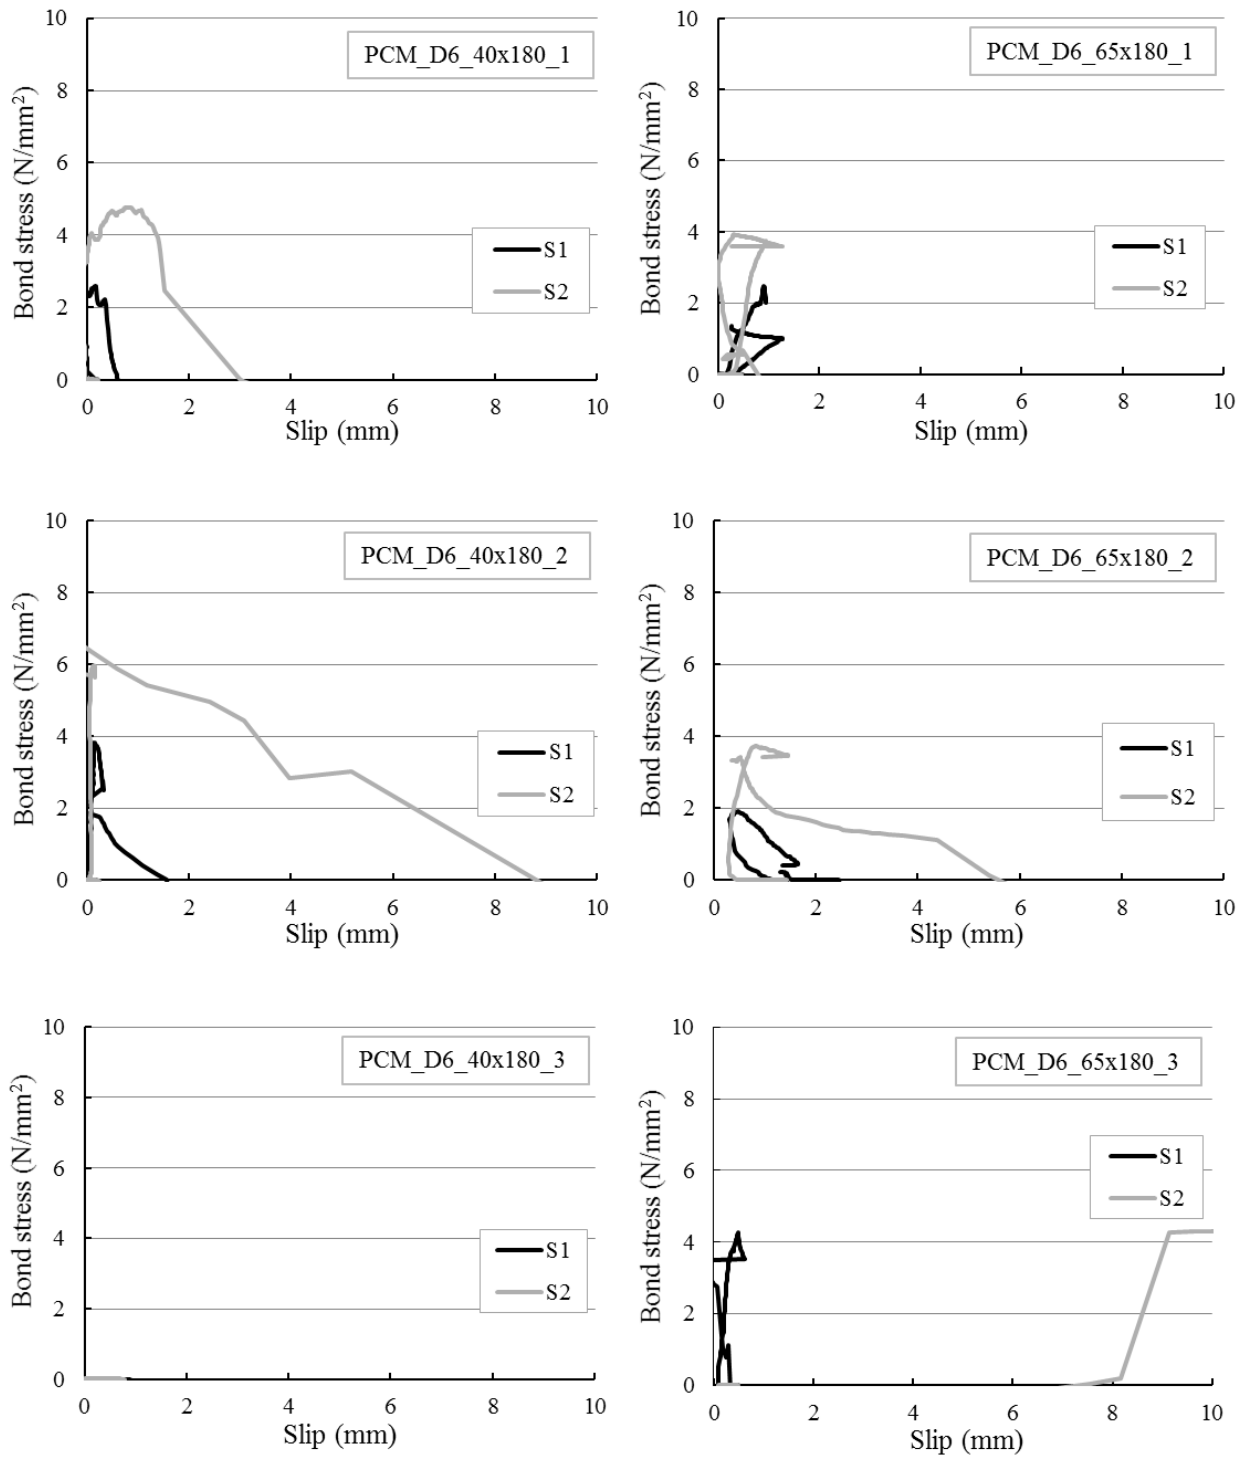 PCM_D6_40x180_1
Bond stress (N/mm²)
10
8
6
4
2
0
S1
S2
0 2 4 6 8 10
Slip (mm)
PCM_D6_65x180_1
Bond stress (N/mm²)
10
8
6
4
2
0
S1
S2
0 2 4 6 8 10
Slip (mm)
PCM_D6_40x180_2
Bond stress (N/mm²)
10
8
6
4
2
0
S1
S2
0 2 4 6 8 10
Slip (mm)
PCM_D6_65x180_2
Bond stress (N/mm²)
10
8
6
4
2
0
S1
S2
0 2 4 6 8 10
Slip (mm)
PCM_D6_40x180_3
Bond stress (N/mm²)
10
8
6
4
2
0
S1
S2
0 2 4 6 8 10
Slip (mm)
PCM_D6_65x180_3
Bond stress (N/mm²)
10
8
6
4
2
0
S1
S2
0 2 4 6 8 10
Slip (mm)